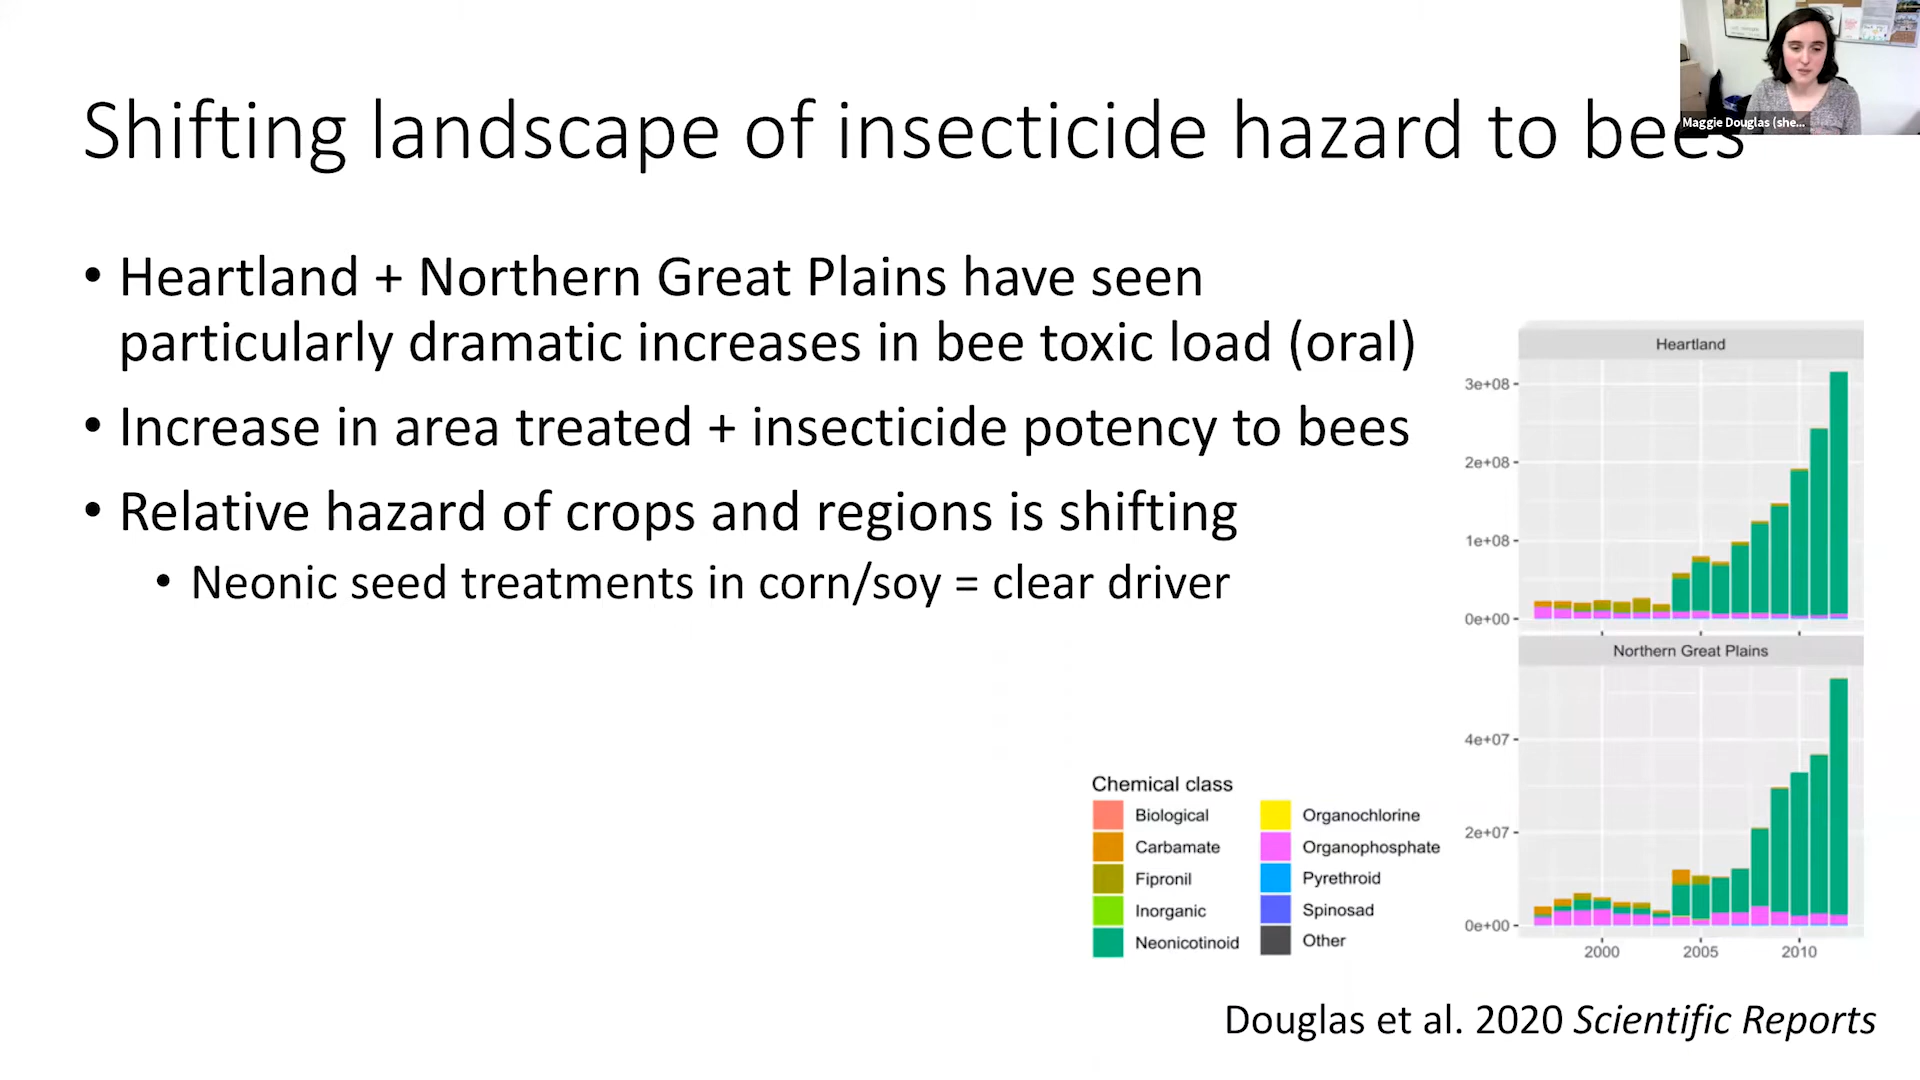 Maggie Douglas (she...
Shifting landscape of insecticide hazard to bees
• Heartland + Northern Great Plains have seen
particularly dramatic increases in bee toxic load (oral)
• Increase in area treated + insecticide potency to bees
• Relative hazard of crops and regions is shifting
• Neonic seed treatments in corn/soy = clear driver
Heartland
3e+08
2e+08
1e+08
0e+00
Northern Great Plains
4e+07
2e+07
0e+00
2000 2005 2010
Chemical class
Biological
Carbamate
Fipronil
Inorganic
Neonicotinoid
Organochlorine
Organophosphate
Pyrethroid
Spinosad
Other
Douglas et al. 2020 Scientific Reports